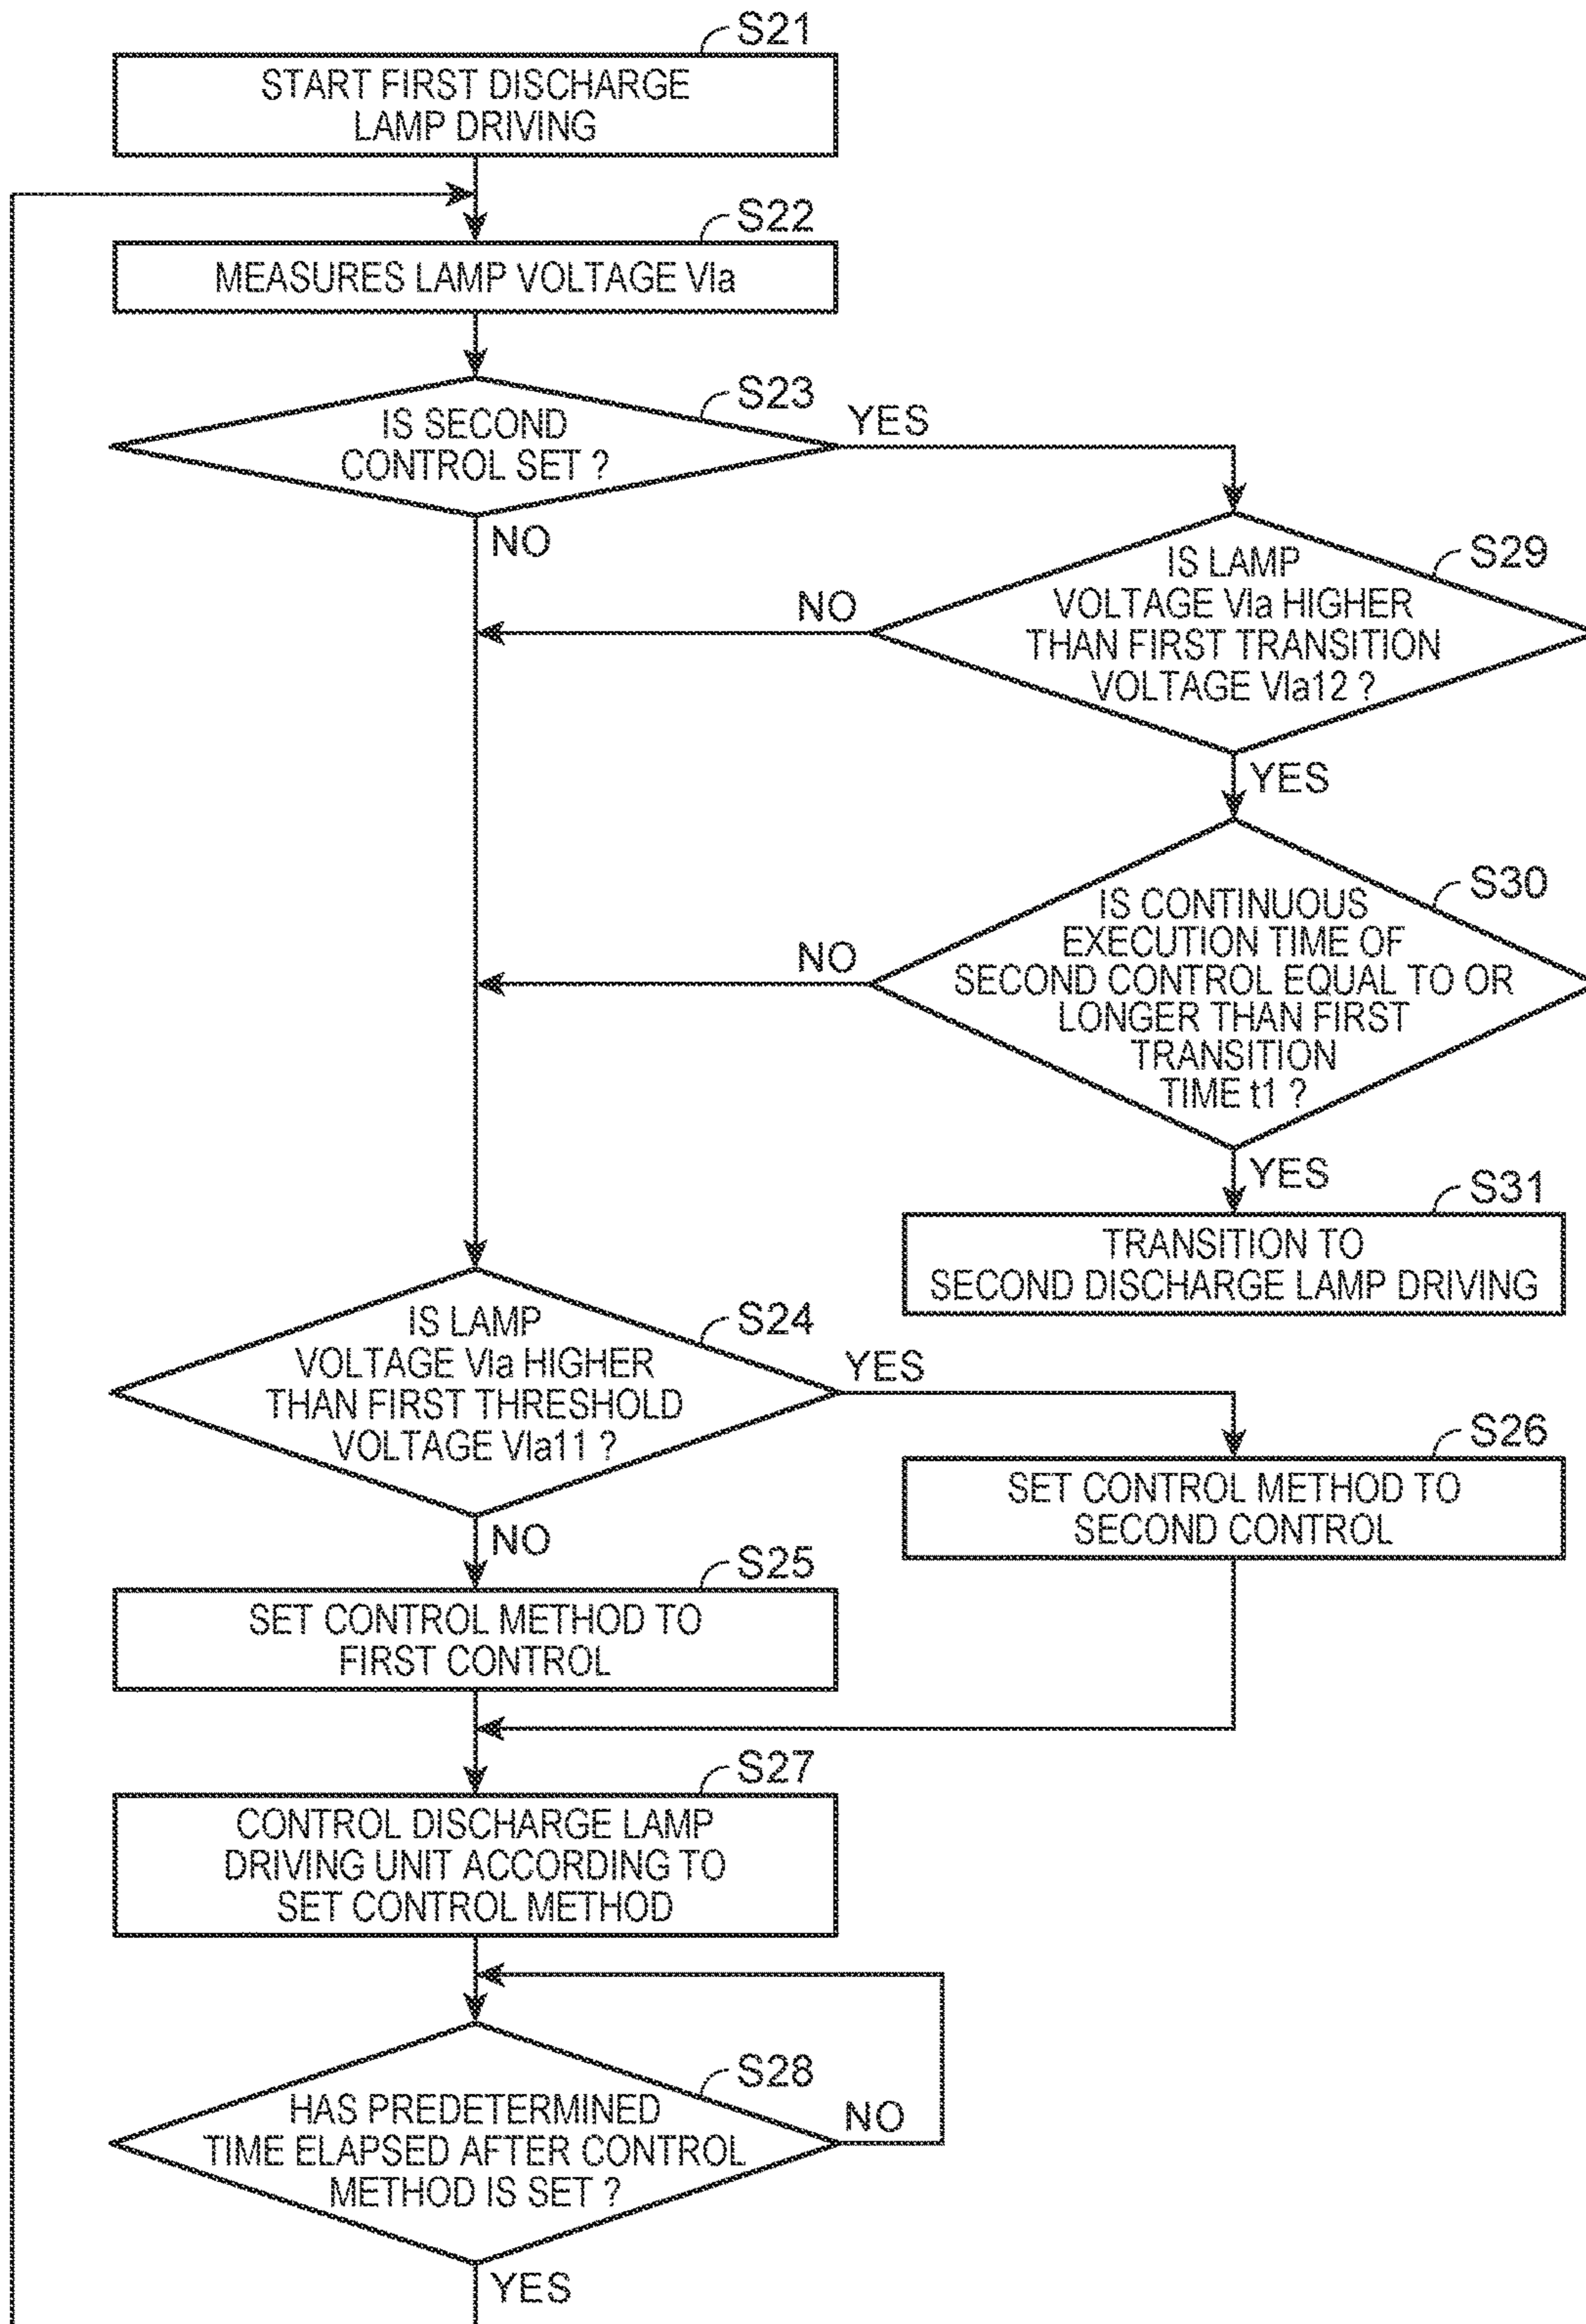 S21
START FIRST DISCHARGE
LAMP DRIVING
S22
MEASURES LAMP VOLTAGE Vla
S23
IS SECOND
CONTROL SET ?
YES
NO
S29
IS LAMP
VOLTAGE Vla HIGHER
THAN FIRST TRANSITION
VOLTAGE Vla12 ?
NO
YES
S30
IS CONTINUOUS
EXECUTION TIME OF
SECOND CONTROL EQUAL TO OR
LONGER THAN FIRST
TRANSITION
TIME t1 ?
NO
YES
S31
TRANSITION TO
SECOND DISCHARGE LAMP DRIVING
S24
IS LAMP
VOLTAGE Vla HIGHER
THAN FIRST THRESHOLD
VOLTAGE Vla11 ?
YES
NO
S26
SET CONTROL METHOD TO
SECOND CONTROL
S25
SET CONTROL METHOD TO
FIRST CONTROL
S27
CONTROL DISCHARGE LAMP
DRIVING UNIT ACCORDING TO
SET CONTROL METHOD
S28
HAS PREDETERMINED
TIME ELAPSED AFTER CONTROL
METHOD IS SET ?
NO
YES